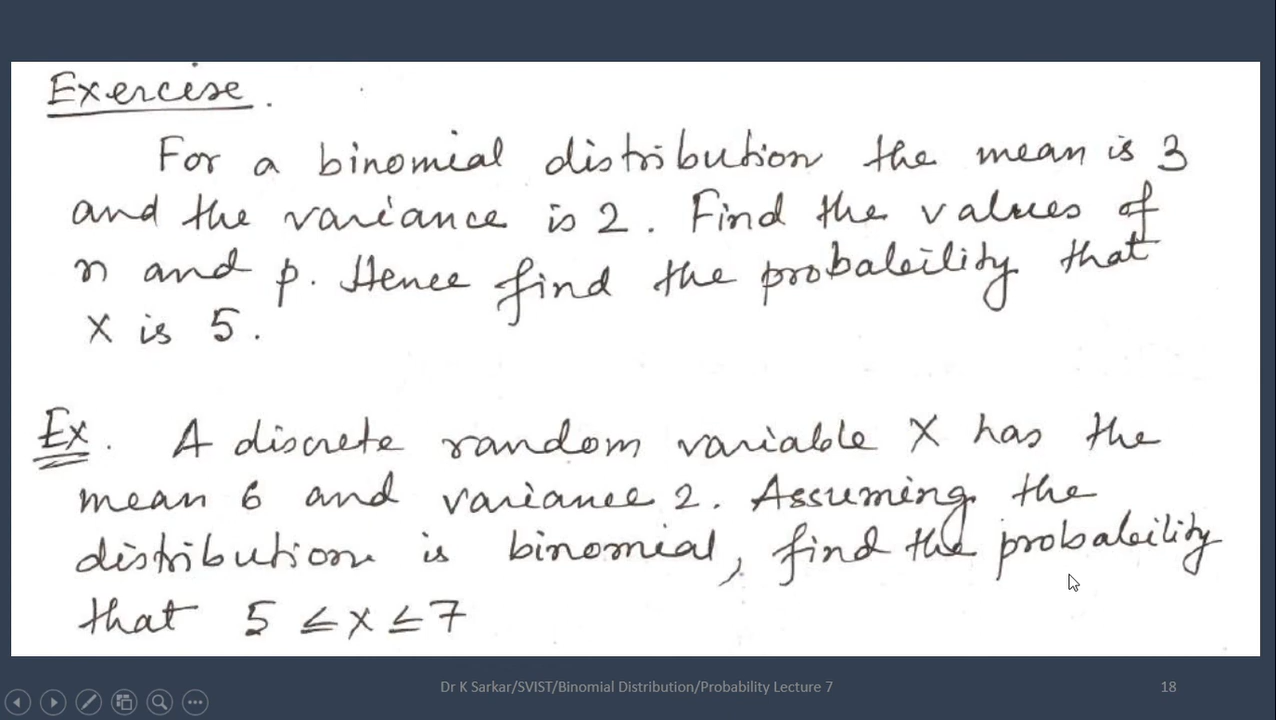 Exercise.
For a binomial distribution the mean is 3
and the variance is 2. Find the values of
n and p. Hence find the probability that
X is 5.
Ex. A discrete random variable X has the
mean 6 and variance 2. Assuming the
distribution is binomial, find the probability
that 5 ≤ x ≤ 7
Dr K Sarkar/SVIST/Binomial Distribution/Probability Lecture 7
18